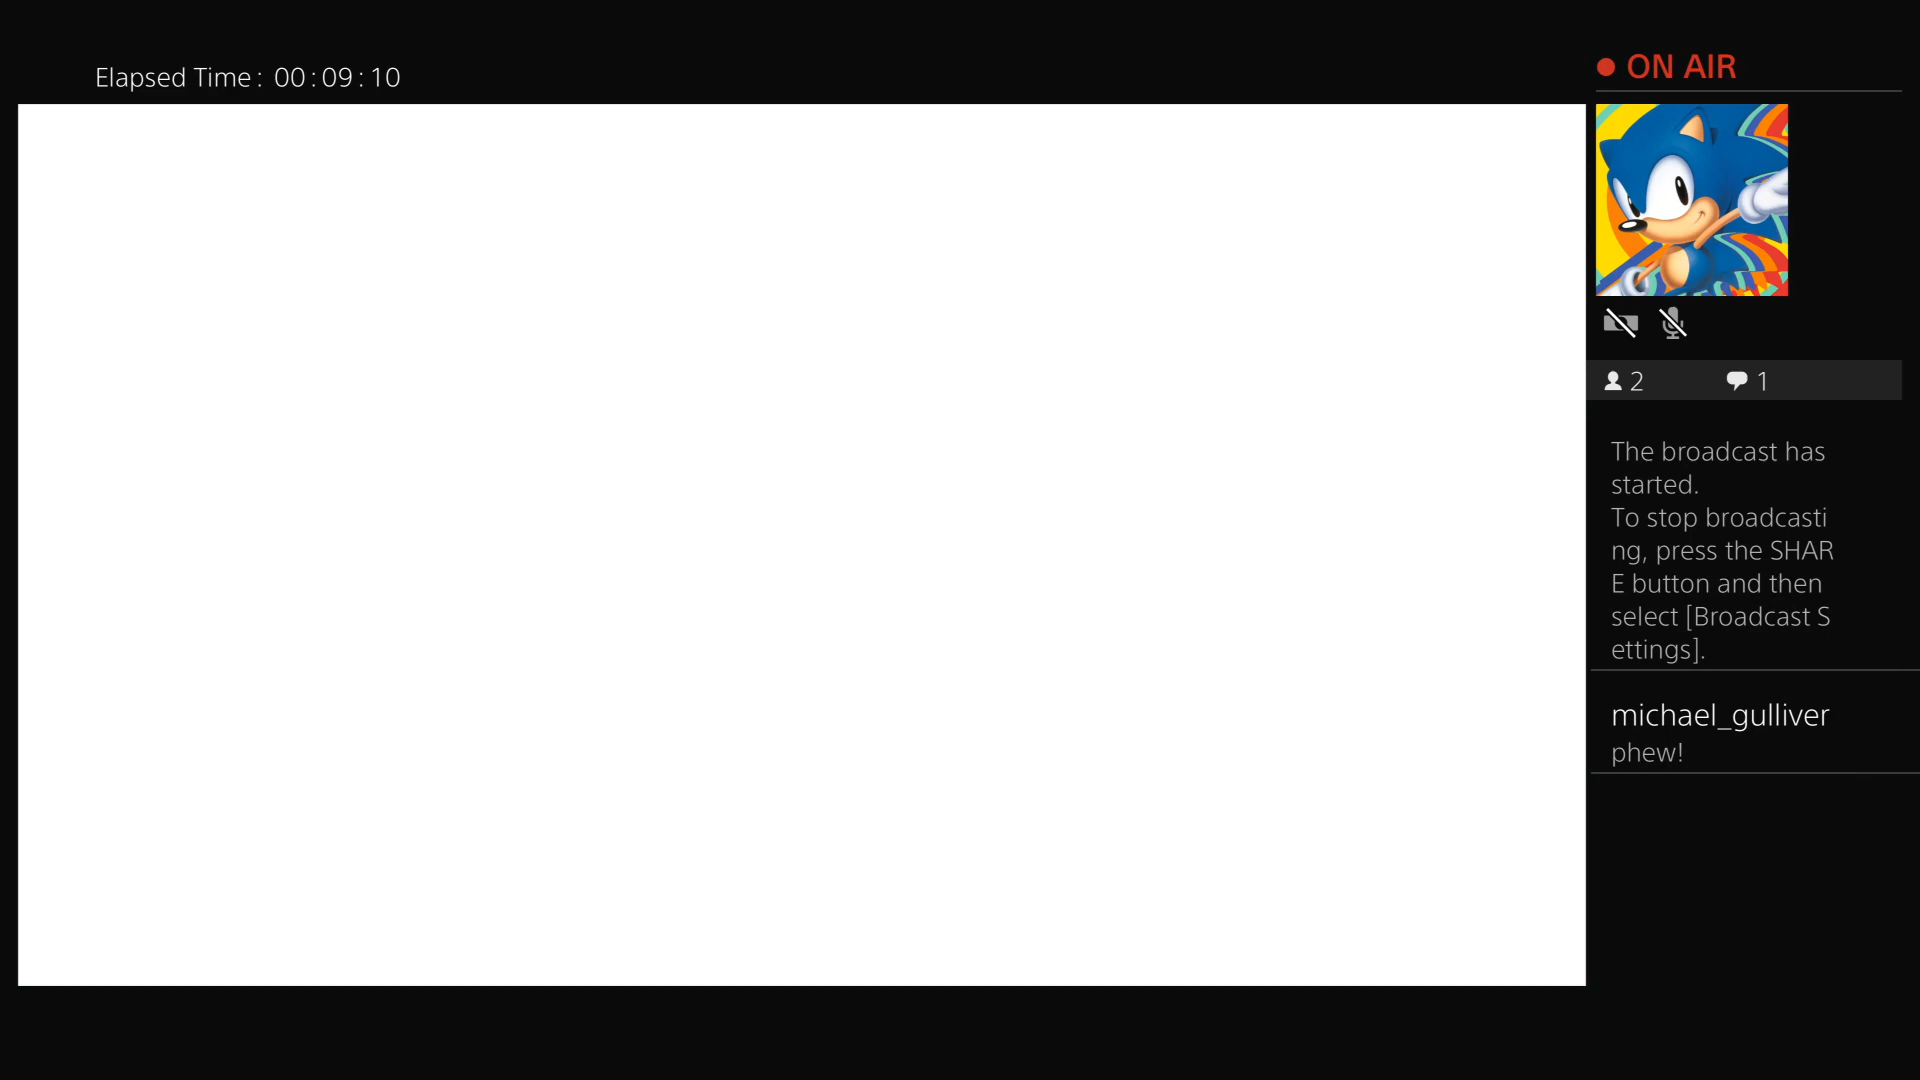 Elapsed Time: 00:09:10
ON AIR
2 1
The broadcast has
started.
To stop broadcasti
ng, press the SHAR
E button and then
select [Broadcast S
ettings].
michael_gulliver
phew!